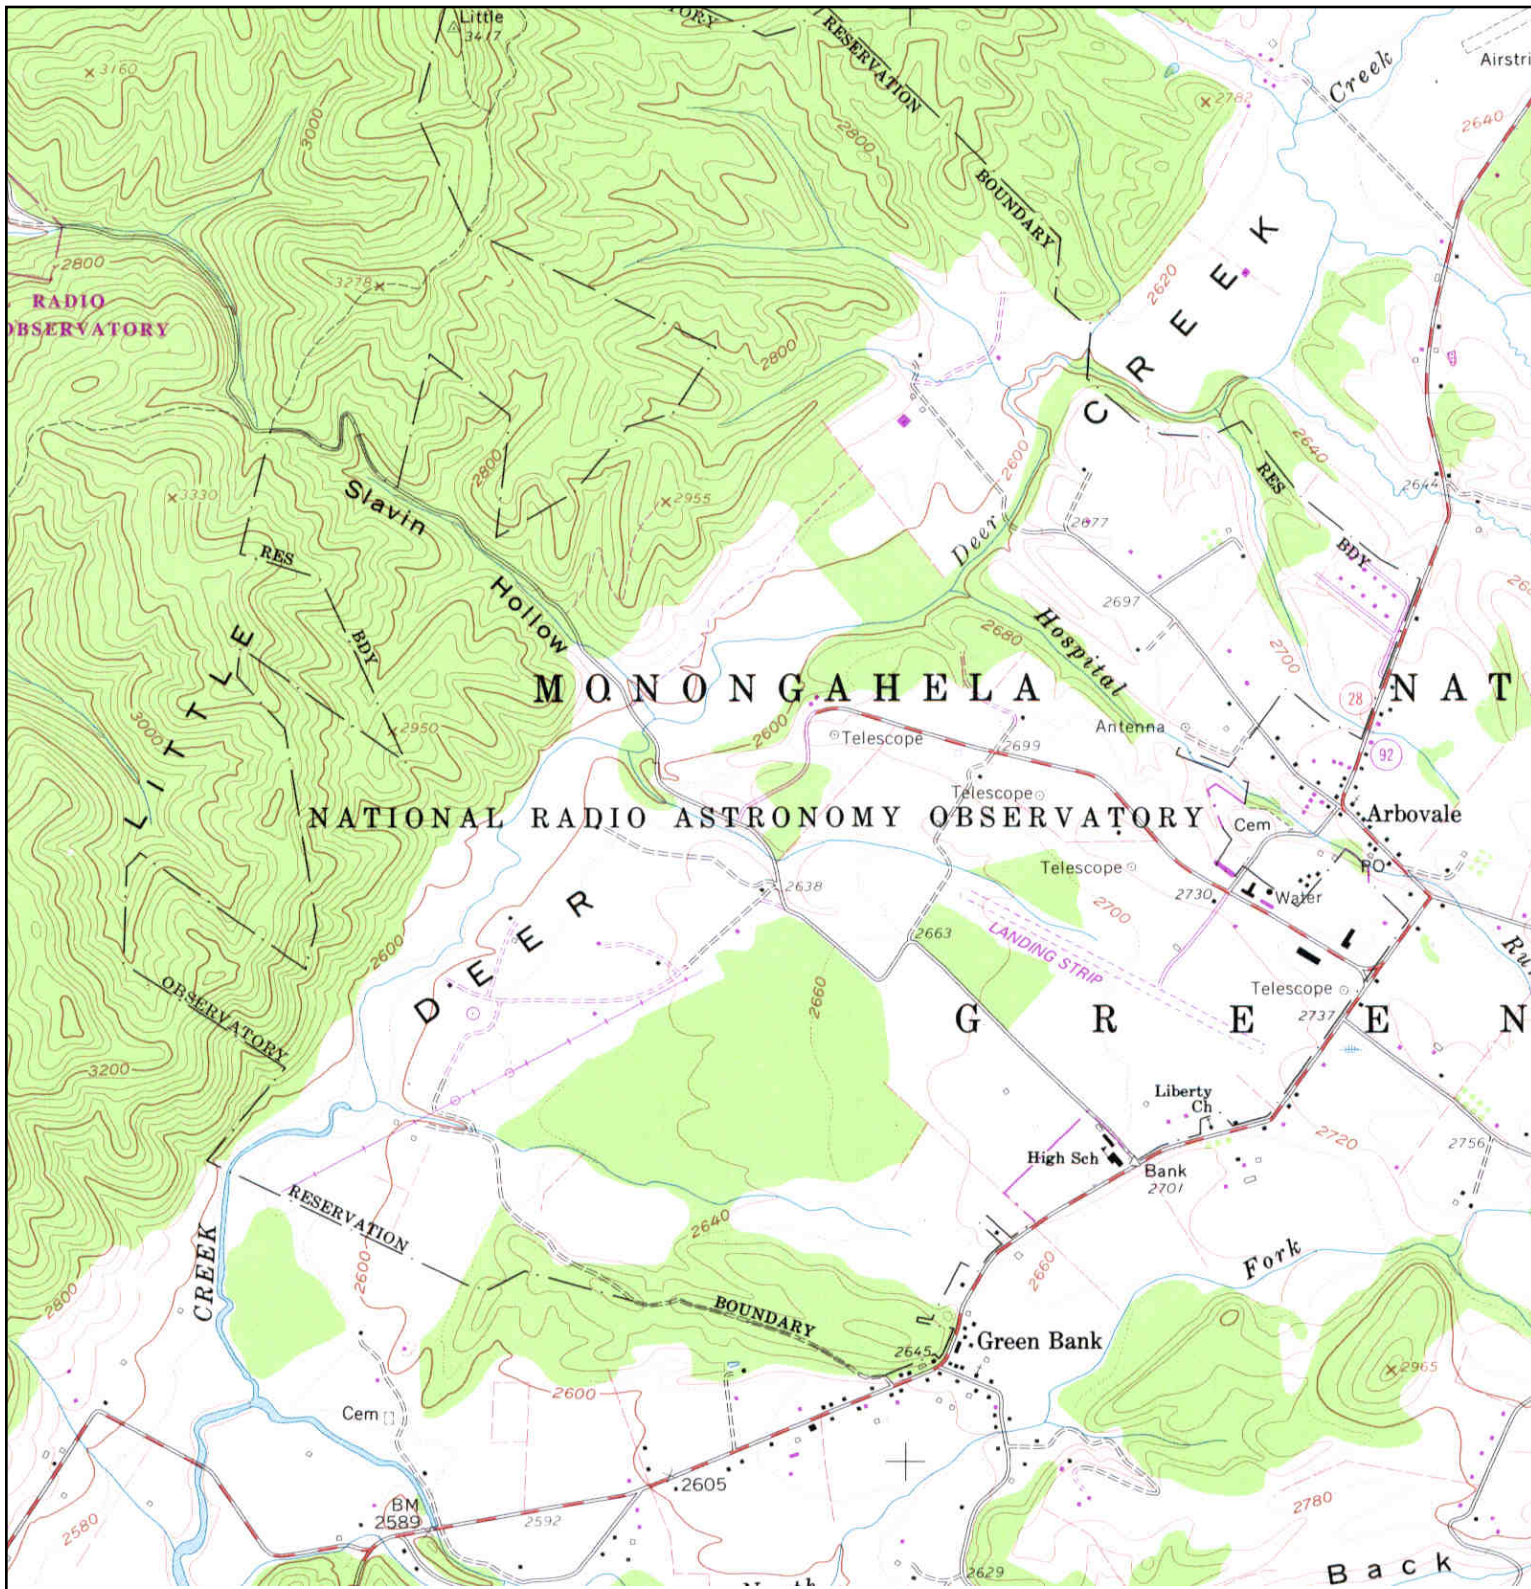 Little
3417
RESERVATION
Creek
Airstri
3160
2782
3000
2800
2640
BOUNDARY
CREEK
2800
RADIO
OBSERVATORY
3278
2620
2800
2600
2640
RES
3330
2800
2955
2644
Slavin
Deer
2677
BDY
RES
2697
Hollow
Hospital
2680
2700
BDY
LITTLE
MONONGAHELA
28
NAT
3000
2950
2600
Telescope
2699
Antenna
92
Telescope
NATIONAL RADIO ASTRONOMY OBSERVATORY
Cem
Arbovale
Telescope
PO
2638
2730
Water
2700
DEER
2663
LANDING STRIP
2600
2660
Telescope
OBSERVATORY
GREEN
2737
3200
Liberty
Ch
2720
2756
High Sch
Bank
2701
RESERVATION
2640
CREEK
2600
2660
Fork
2800
BOUNDARY
Green Bank
2645
2965
2600
Cem
2605
BM
2589
2592
2780
2580
2629
Back